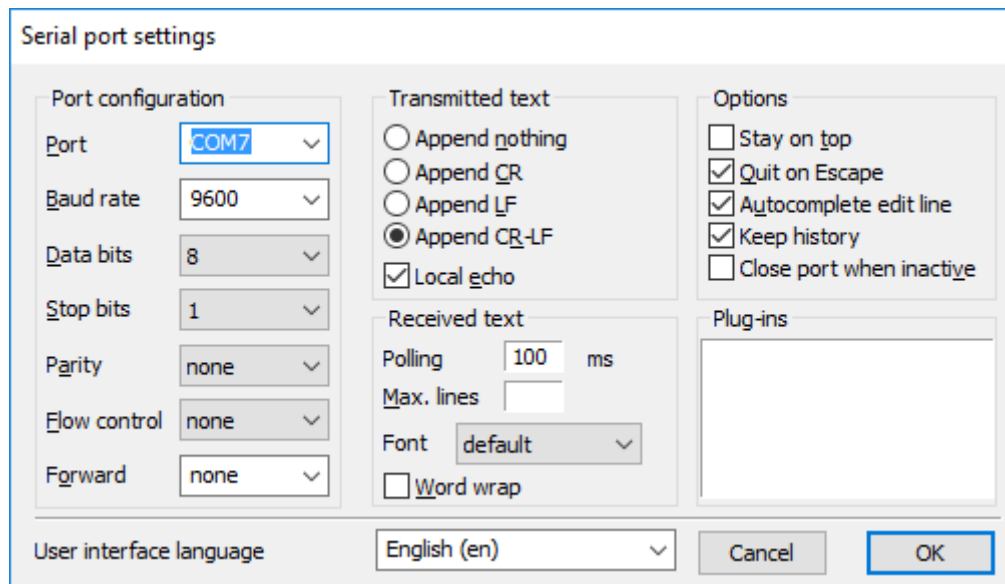 Serial port settings
Port configuration
Port COM7
Baud rate 9600
Data bits 8
Stop bits 1
Parity none
Flow control none
Forward none
Transmitted text
Append nothing
Append CR
Append LF
Append CR-LF
Local echo
Received text
Polling 100 ms
Max. lines
Font default
Word wrap
Options
Stay on top
Quit on Escape
Autocomplete edit line
Keep history
Close port when inactive
Plug-ins
User interface language English (en) Cancel OK